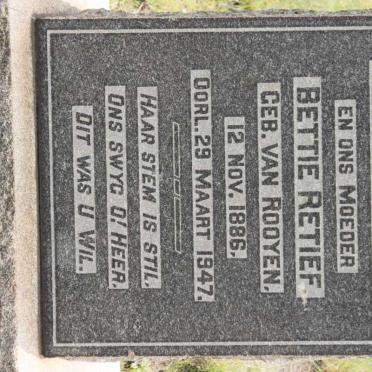 EN ONS MOEDER
BETTIE RETIEF
GEB. VAN ROOYEN,
12 NOV. 1886,
OORL. 29 MAART 1947.
HAAR STEM IS STIL,
ONS SWYG O! HEER,
DIT WAS U WIL.